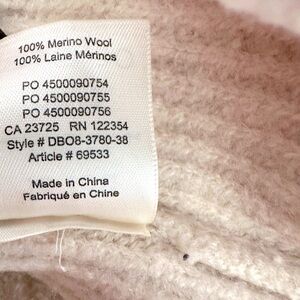 100% Merino Wool
100% Laine Mérinos
PO 4500090754
PO 4500090755
PO 4500090756
CA 23725 RN 122354
Style # DBO8-3780-38
Article # 69533
Made in China
Fabriqué en Chine